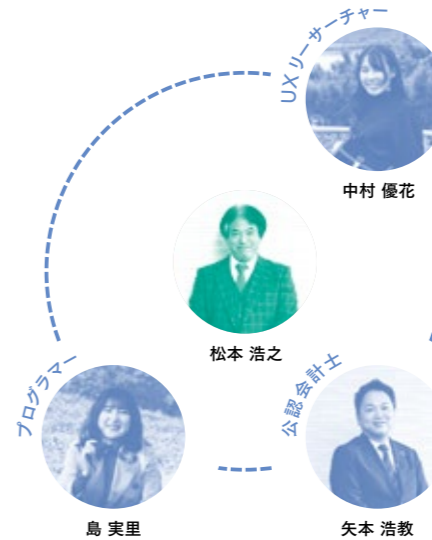 UXリーサーチャー
中村 優花
松本 浩之
プログラマー
島 実里
公認会計士
矢本 浩教